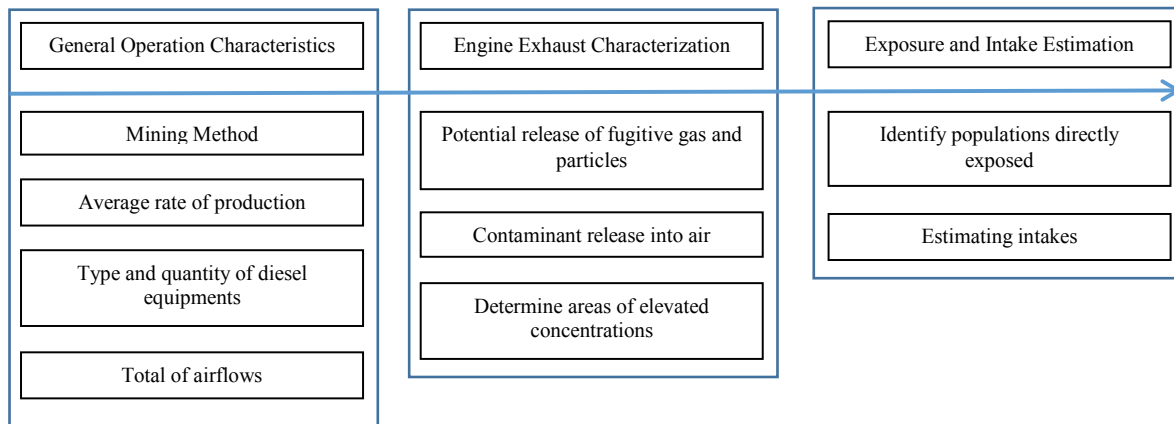 General Operation Characteristics
Mining Method
Average rate of production
Type and quantity of diesel
equipments
Total of airflows
Engine Exhaust Characterization
Potential release of fugitive gas and
particles
Contaminant release into air
Determine areas of elevated
concentrations
Exposure and Intake Estimation
Identify populations directly
exposed
Estimating intakes